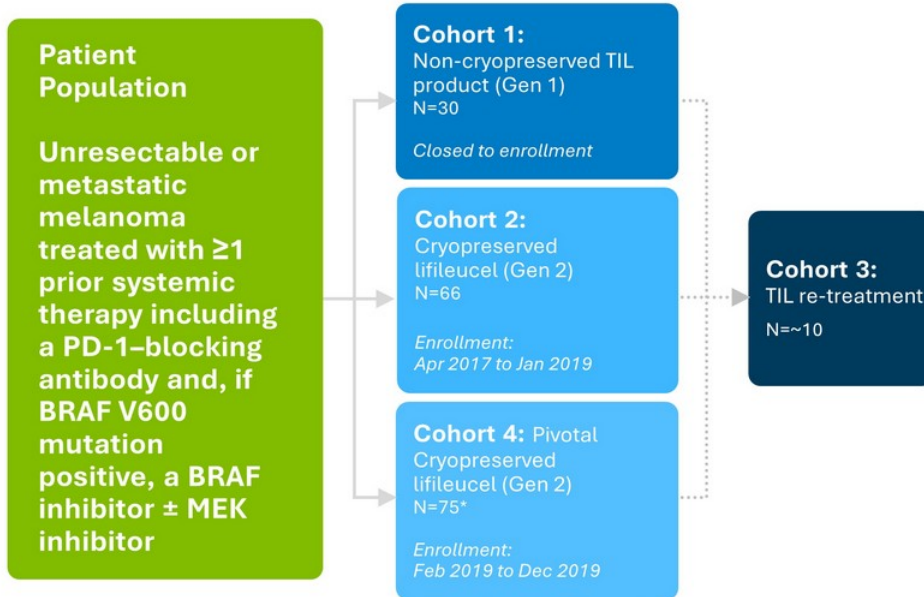 Patient
Population
Unresectable or
metastatic
melanoma
treated with ≥1
prior systemic
therapy including
a PD-1–blocking
antibody and, if
BRAF V600
mutation
positive, a BRAF
inhibitor ± MEK
inhibitor
Cohort 1:
Non-cryopreserved TIL
product (Gen 1)
N=30
Closed to enrollment
Cohort 2:
Cryopreserved
lifileucel (Gen 2)
N=66
Enrollment:
Apr 2017 to Jan 2019
Cohort 4: Pivotal
Cryopreserved
lifileucel (Gen 2)
N=75*
Enrollment:
Feb 2019 to Dec 2019
Cohort 3:
TIL re-treatment
N=~10